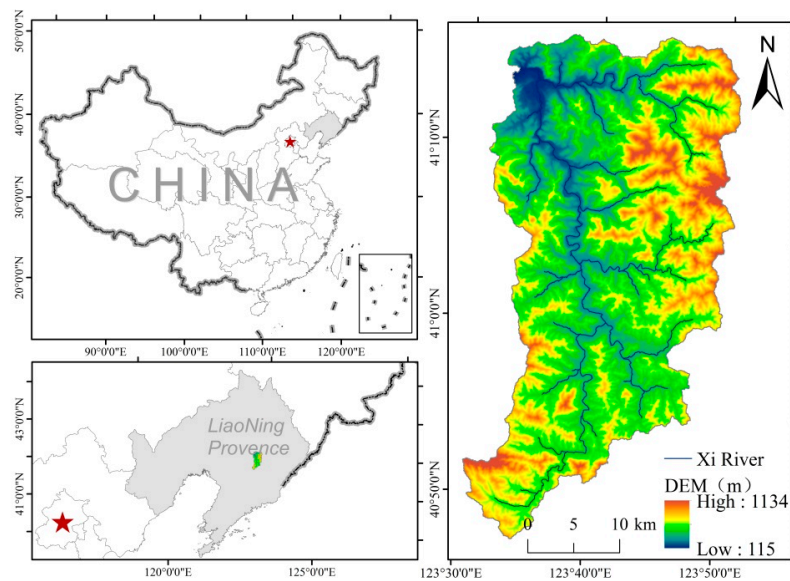 50°0'0"N
40°0'0"N
30°0'0"N
20°0'0"N
CHINA
90°0'0"E
100°0'0"E
110°0'0"E
120°0'0"E
43°0'0"N
41°0'0"N
LiaoNing
Provence
120°0'0"E
125°0'0"E
N
41°10'0"N
41°0'0"N
40°50'0"N
Xi River
DEM（m）
High : 1134
Low : 115
0 5 10 km
123°30'0"E
123°40'0"E
123°50'0"E